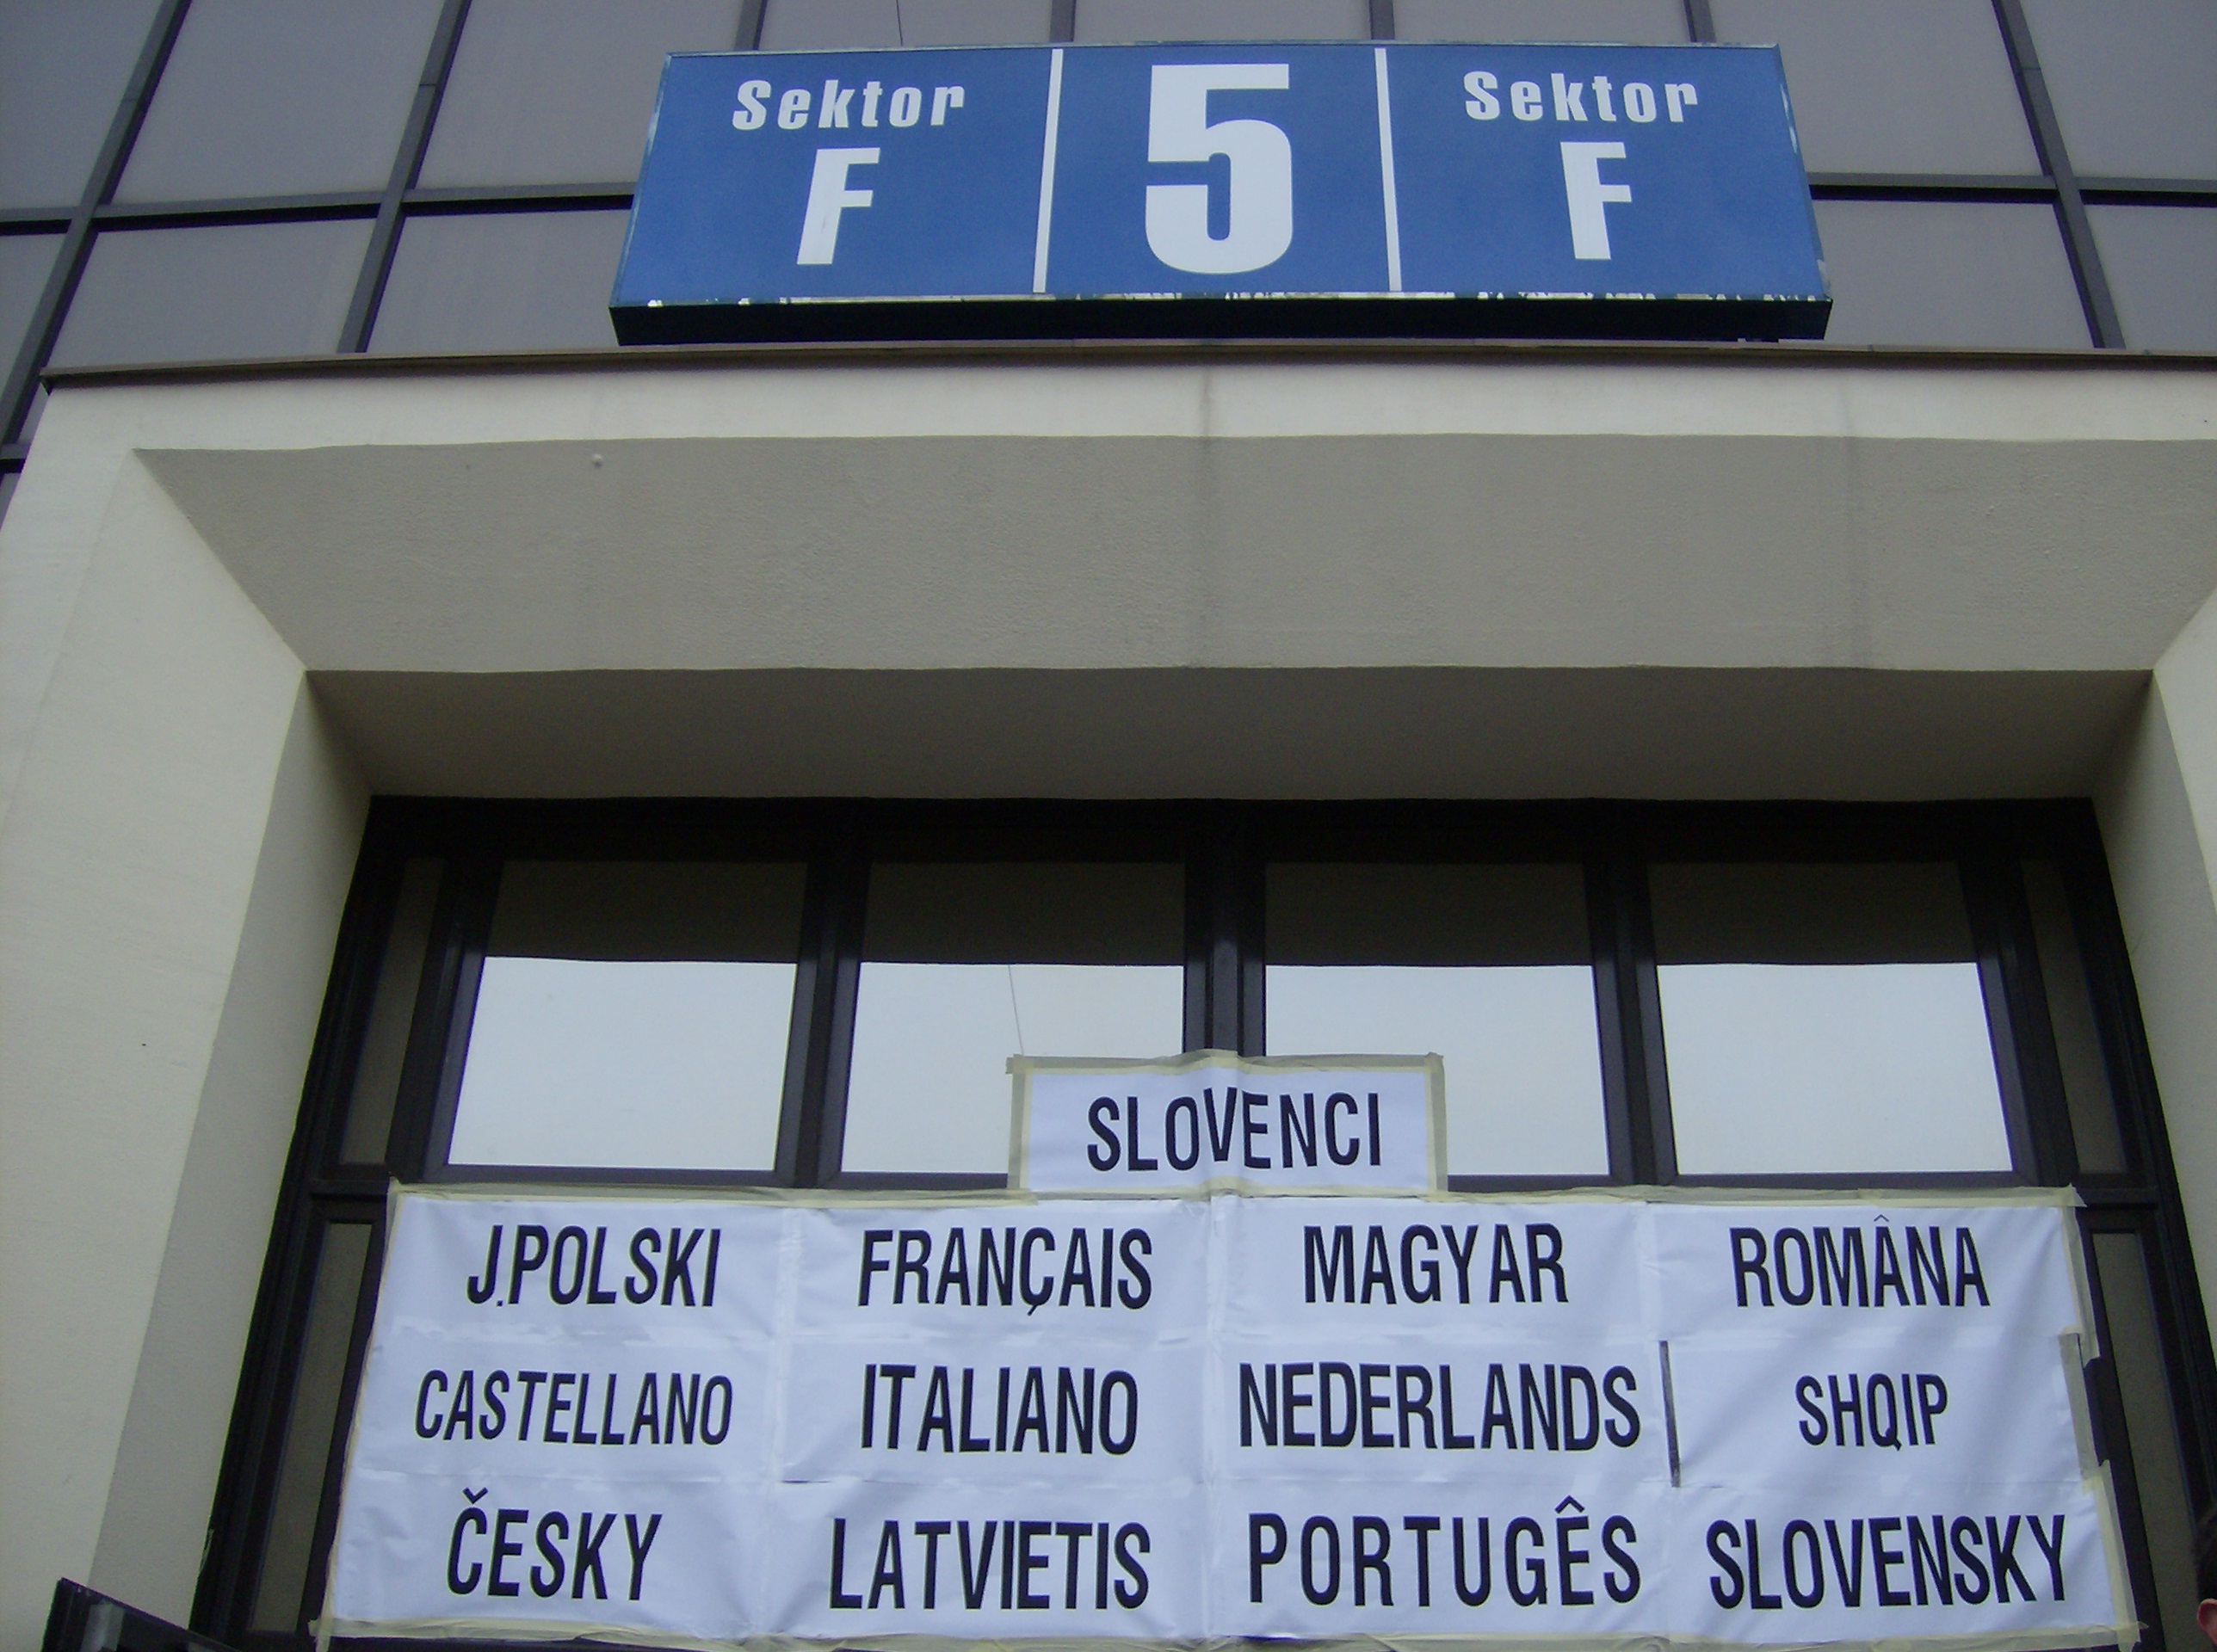 Sektor 5 Sektor
F F
SLOVENCI
J.POLSKI FRANÇAIS MAGYAR ROMÂNA
CASTELLANO ITALIANO NEDERLANDS SHQIP
ČESKY LATVIETIS PORTUGÊS SLOVENSKY